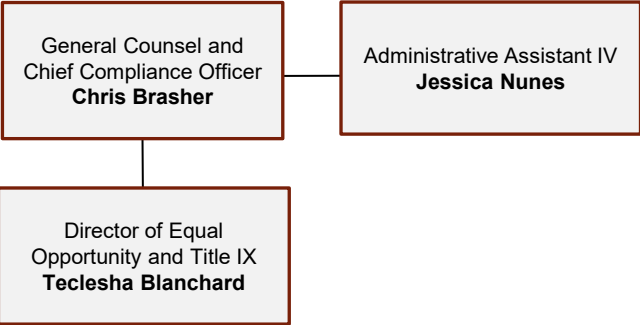 General Counsel and
Chief Compliance Officer
Chris Brasher
Administrative Assistant IV
Jessica Nunes
Director of Equal
Opportunity and Title IX
Teclesha Blanchard